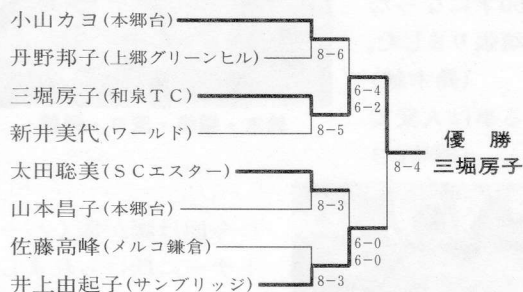 小山カヨ(本郷台)
丹野邦子(上郷グリーンヒル)
8-6
三堀房子(和泉TC)
6-4
6-2
新井美代(ワールド)
8-5
優勝
三堀房子
8-4
太田聡美(SCエスター)
山本昌子(本郷台)
8-3
佐藤高峰(メルコ鎌倉)
6-0
6-0
井上由起子(サンブリッジ)
8-3